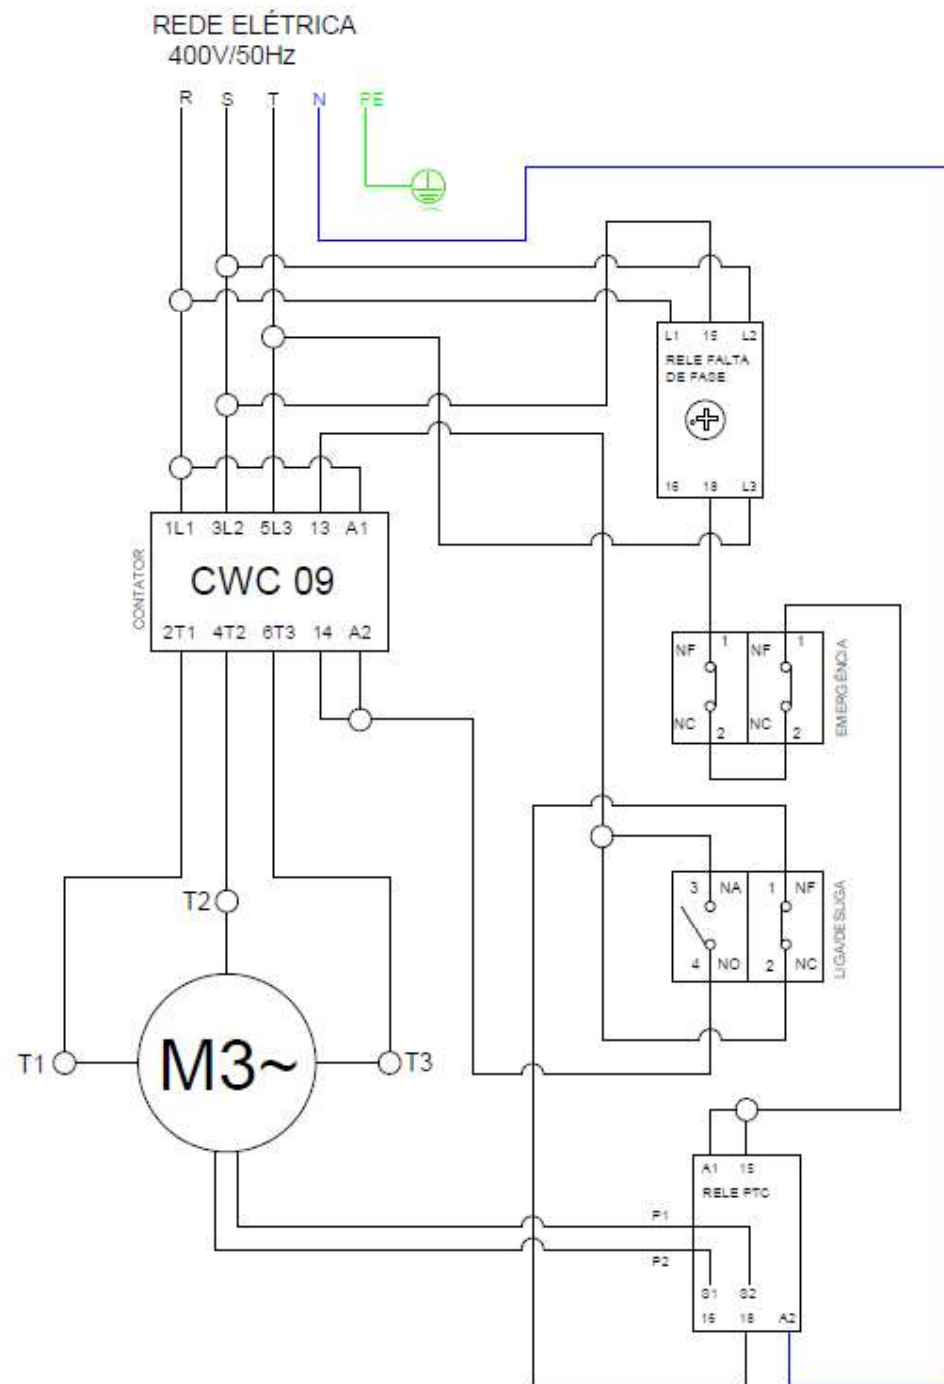 REDE ELÉTRICA
400V/50Hz
R S T N PE
L1 15 L2
RELE FALTA
DE FASE
16 18 L3
1L1 3L2 5L3 13 A1
CONTATOR
CWC 09
2T1 4T2 6T3 14 A2
NF 1 NF 1
NC 2 NC 2
EMERGÊNCIA
3 NA 1 NF
4 NO 2 NC
LIGA/DESLIGA
T2
T1
M3~
T3
A1 15
RELE PTC
P1
P2
S1 S2
16 18 A2